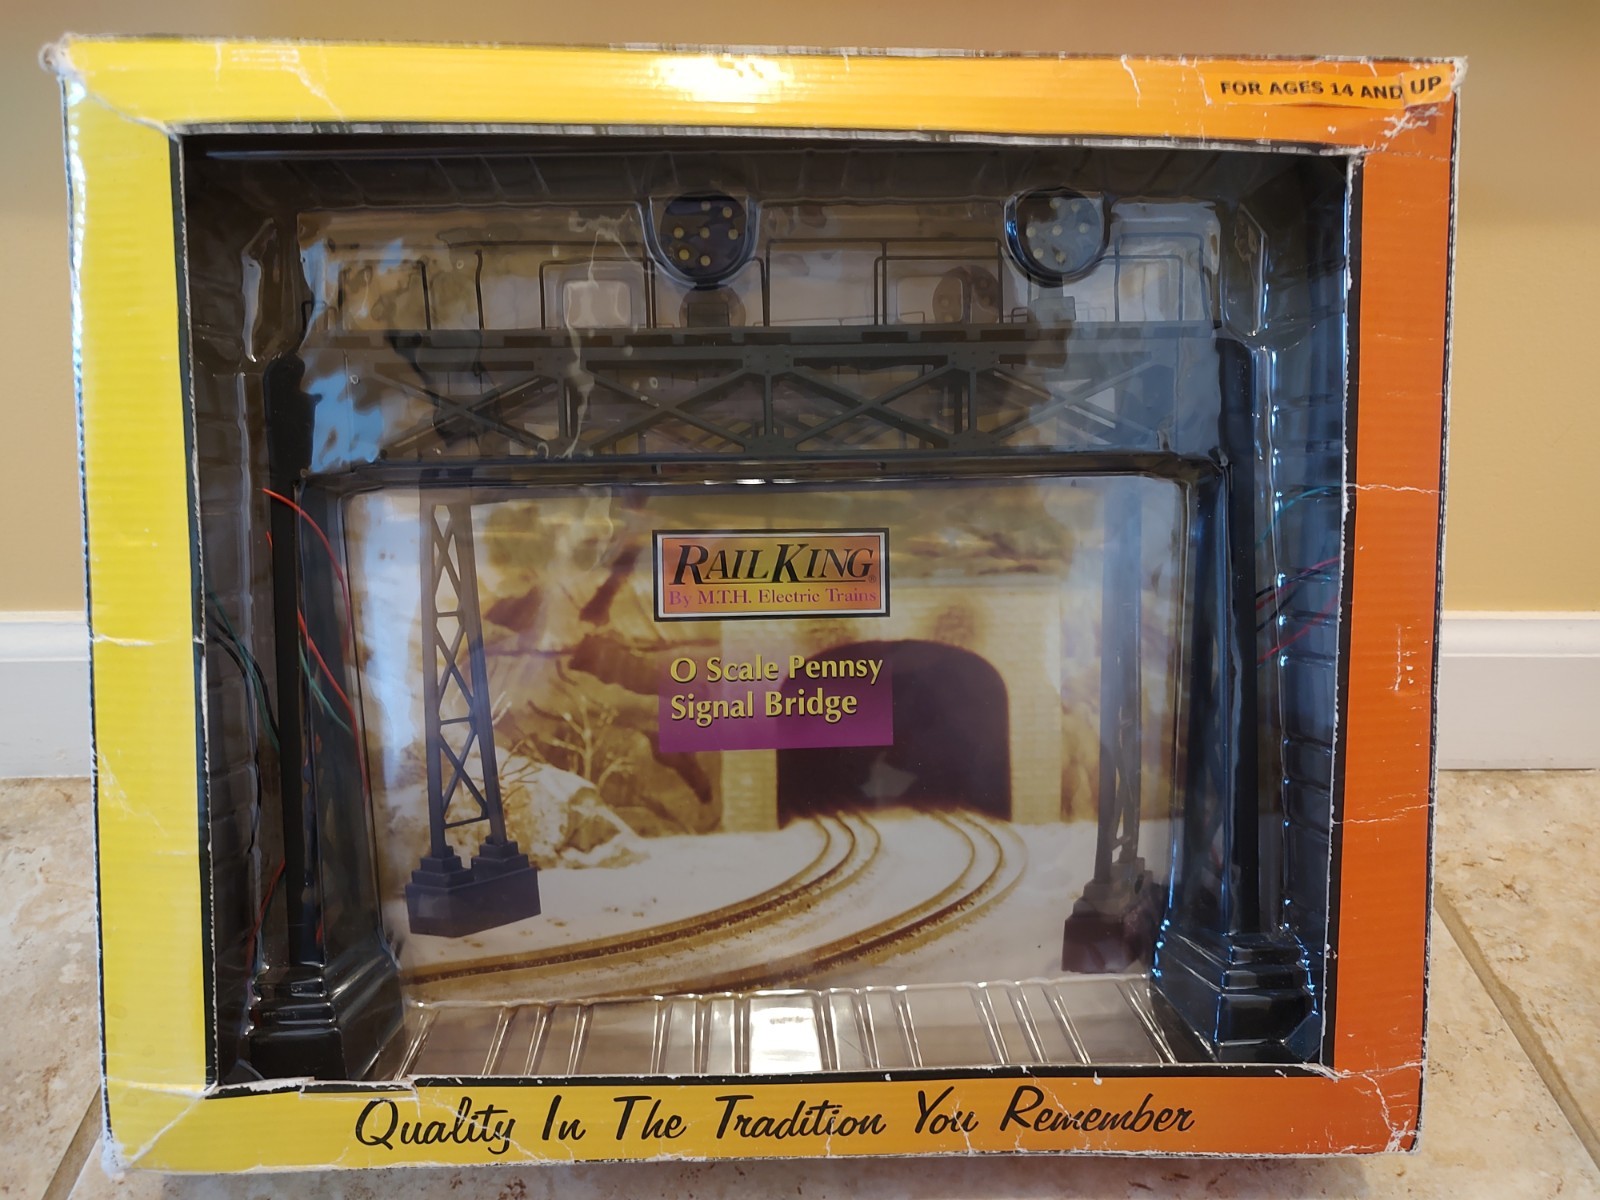 FOR AGES 14 AND UP
RAILKING®
By M.T.H. Electric Trains
O Scale Pennsy
Signal Bridge
Quality In The Tradition You Remember